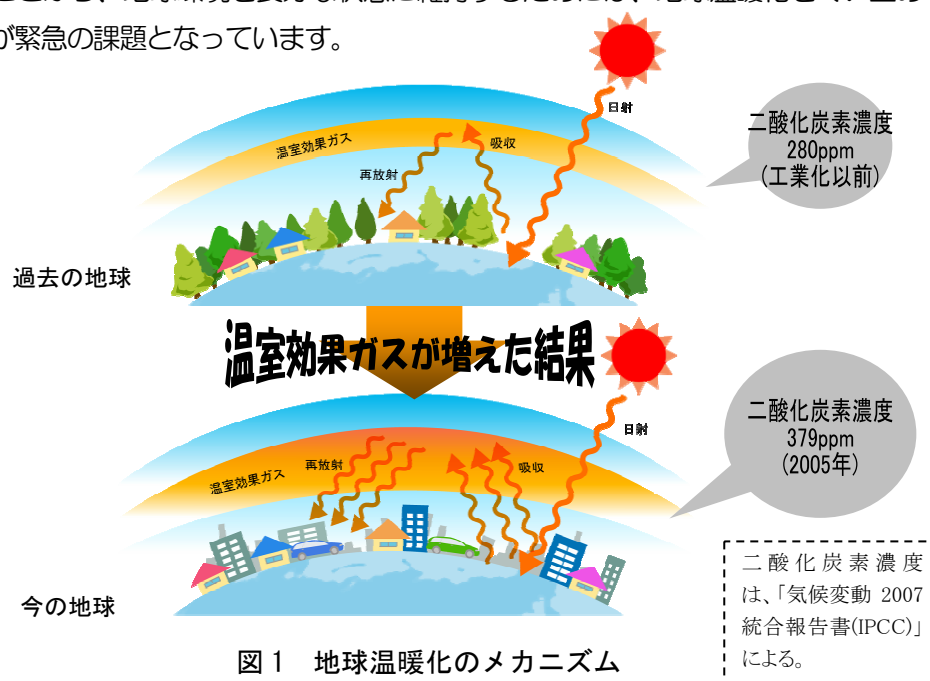 が緊急の課題となっています。
日射
二酸化炭素濃度
280ppm
(工業化以前)
温室効果ガス
吸収
再放射
過去の地球
温室効果ガスが増えた結果
日射
二酸化炭素濃度
379ppm
(2005年)
再放射
吸収
温室効果ガス
二酸化炭素濃度
は、「気候変動 2007
統合報告書(IPCC)」
による。
今の地球
図1 地球温暖化のメカニズム